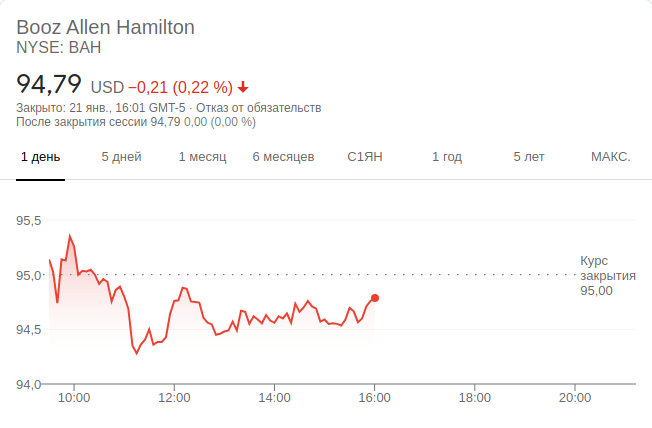 Booz Allen Hamilton
NYSE: BAH
94,79 USD −0,21 (0,22 %)
Закрыто: 21 янв., 16:01 GMT-5 · Отказ от обязательств
После закрытия сессии 94,79 0,00 (0,00 %)
1 день 5 дней 1 месяц 6 месяцев С1ЯН 1 год 5 лет МАКС.
95,5
95,0
94,5
94,0
Курс
закрытия
95,00
10:00 12:00 14:00 16:00 18:00 20:00